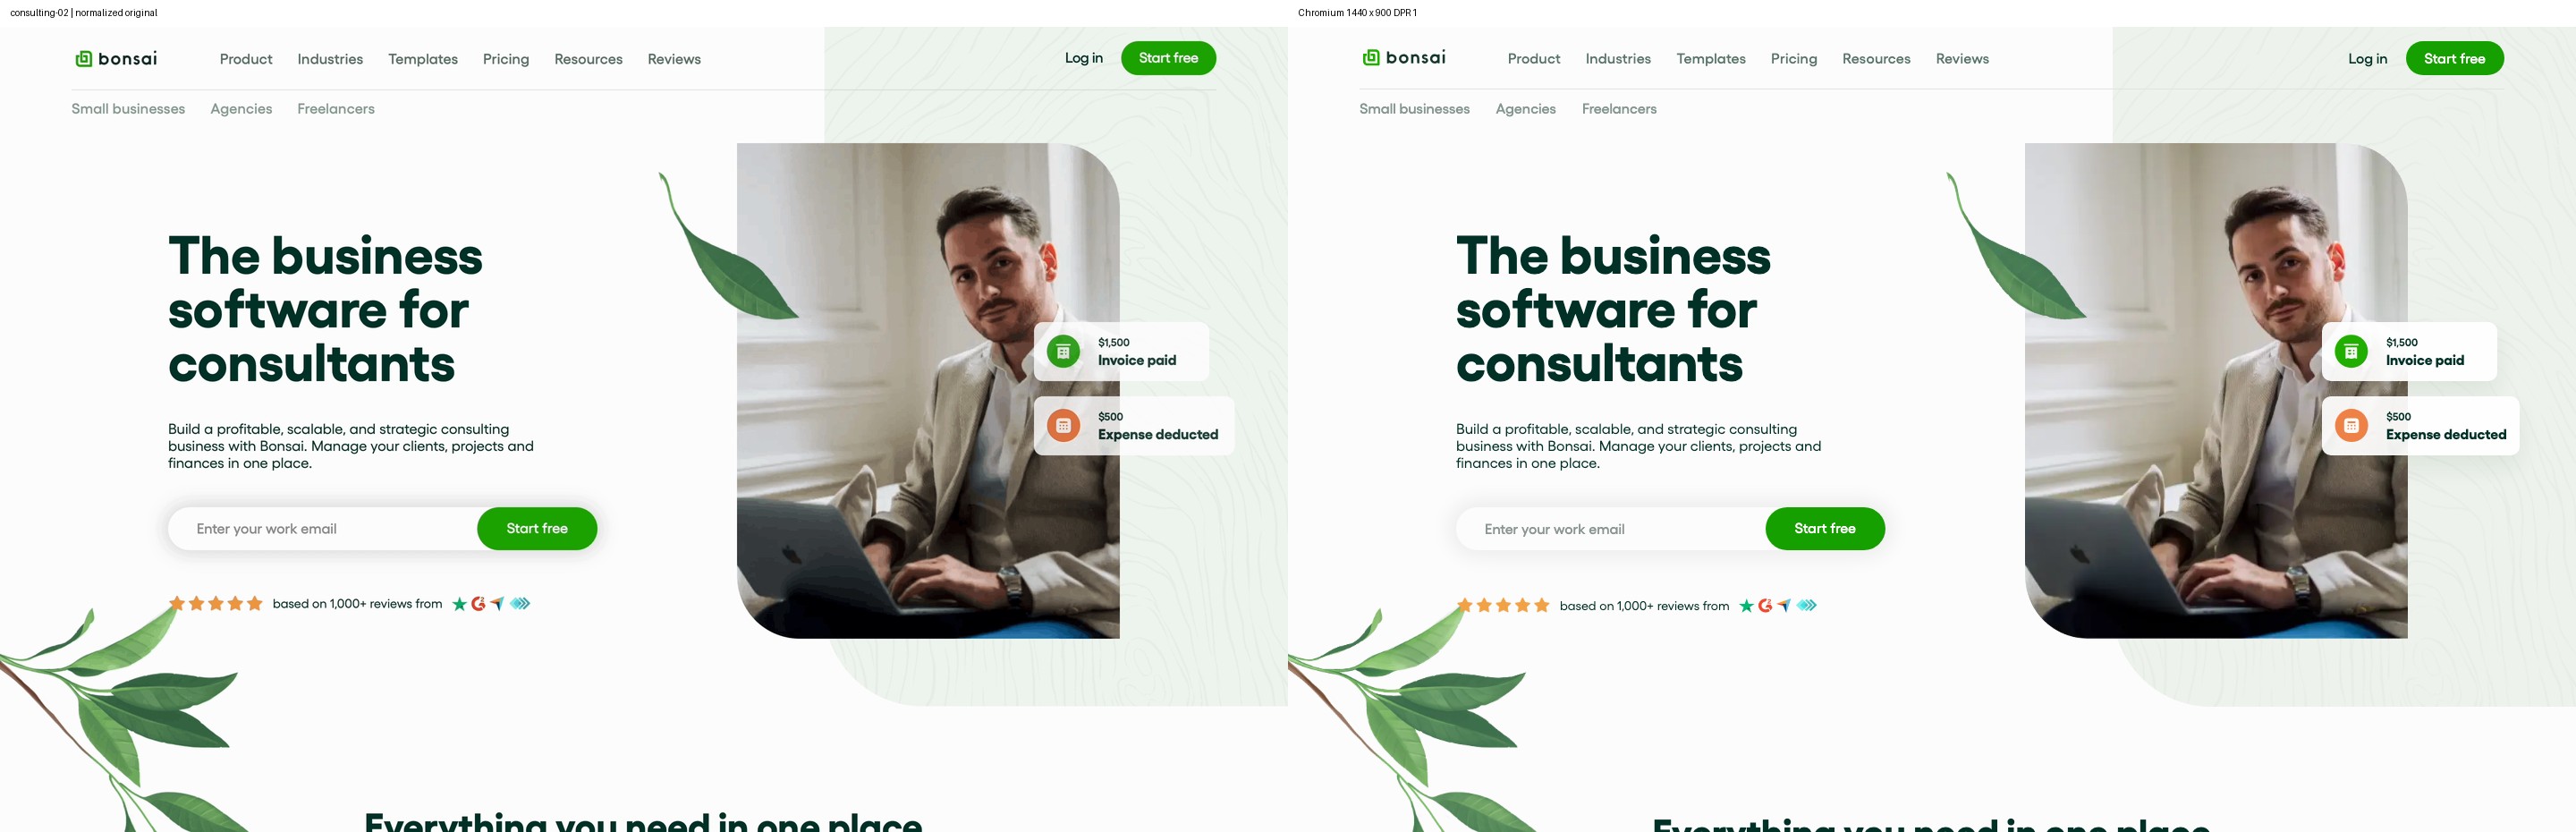 consulting-02 | normalized original
bonsai
Product Industries Templates Pricing Resources Reviews
Log in
Start free
Small businesses Agencies Freelancers
The business
software for
consultants
Build a profitable, scalable, and strategic consulting
business with Bonsai. Manage your clients, projects and
finances in one place.
Enter your work email
Start free
based on 1,000+ reviews from
$1,500
Invoice paid
$500
Expense deducted
Everything you need in one place
Chromium 1440 x 900 DPR 1
bonsai
Product Industries Templates Pricing Resources Reviews
Log in
Start free
Small businesses Agencies Freelancers
The business
software for
consultants
Build a profitable, scalable, and strategic consulting
business with Bonsai. Manage your clients, projects and
finances in one place.
Enter your work email
Start free
based on 1,000+ reviews from
$1,500
Invoice paid
$500
Expense deducted
Everything you need in one place